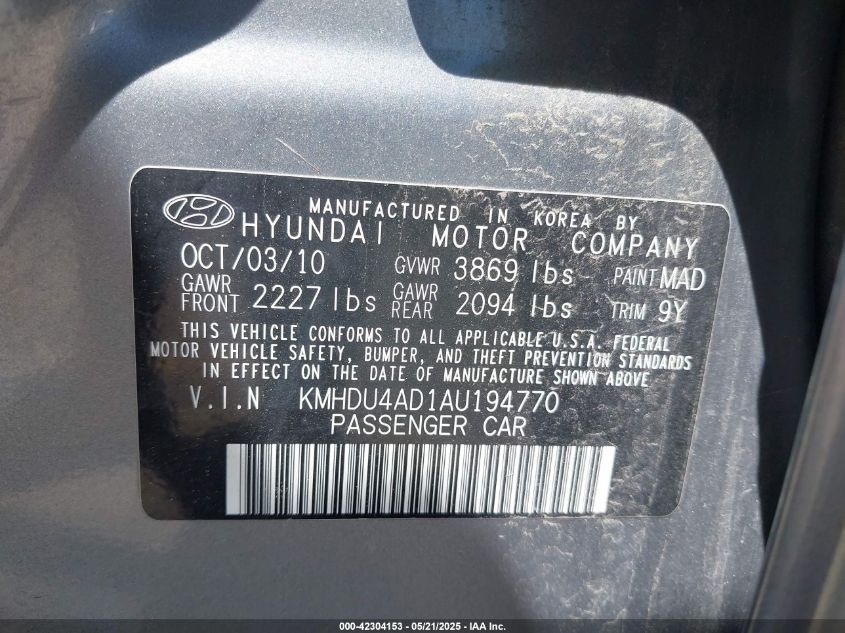 MANUFACTURED IN KOREA BY
HYUNDAI MOTOR COMPANY
OCT/03/10 GVWR 3869 lbs PAINT MAD
GAWR FRONT 2227 lbs GAWR REAR 2094 lbs TRIM 9Y
THIS VEHICLE CONFORMS TO ALL APPLICABLE U.S.A. FEDERAL
MOTOR VEHICLE SAFETY, BUMPER, AND THEFT PREVENTION STANDARDS
IN EFFECT ON THE DATE OF MANUFACTURE SHOWN ABOVE
V.I.N KMHDU4AD1AU194770
PASSENGER CAR
000-42304153 - 05/21/2025 - IAA Inc.